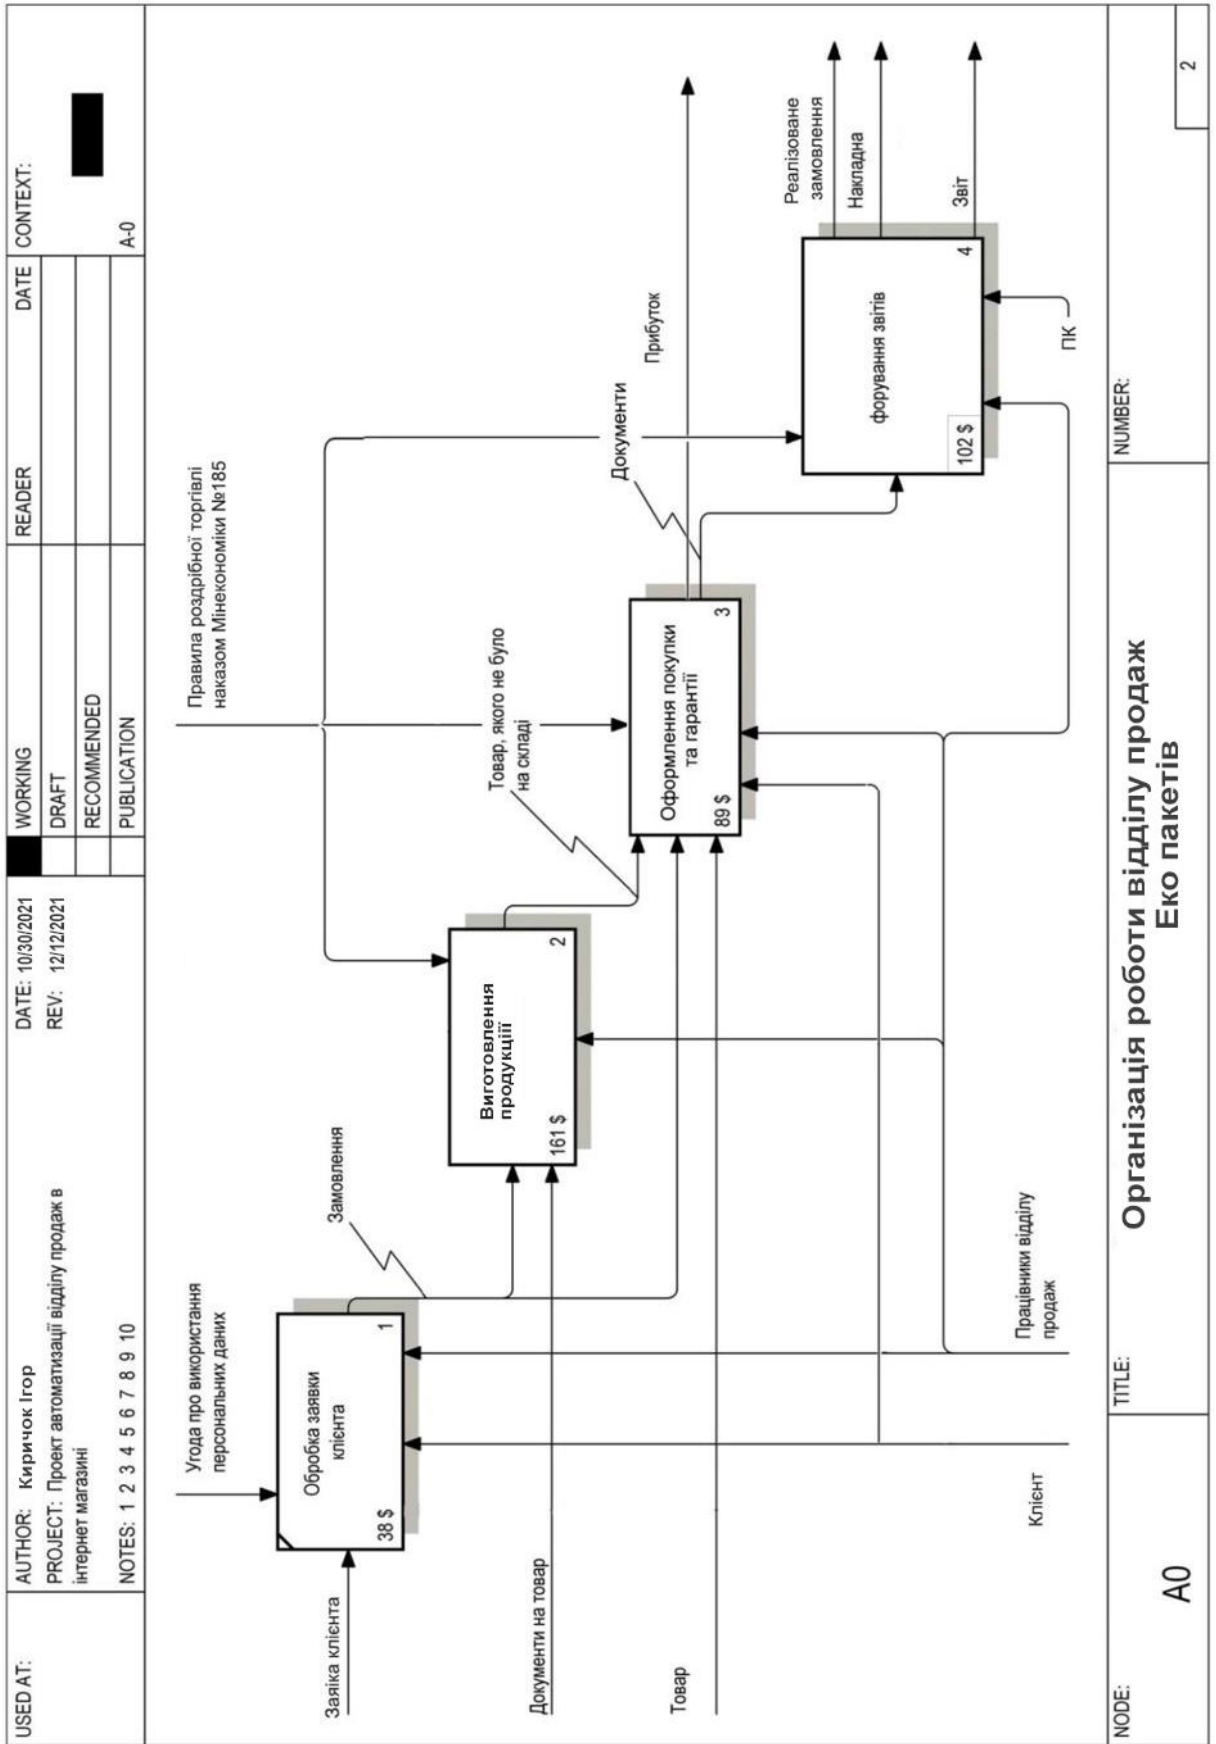 USED AT:
AUTHOR: Киричок Ігор
DATE: 10/30/2021
WORKING
READER
DATE
CONTEXT:
PROJECT: Проект автоматизації відділу продаж в
інтернет магазині
REV: 12/12/2021
DRAFT
RECOMMENDED
NOTES: 1 2 3 4 5 6 7 8 9 10
PUBLICATION
A-0
Угода про використання
персональних даних
Правила роздрібної торгівлі
наказом Мінекономіки №185
Заяіка клієнта
Обробка заявки
клієнта
38 $
1
Замовлення
Документи на товар
Виготовлення
продукціїї
161 $
2
Товар, якого не було
на складі
Товар
Оформлення покупки
та гарантії
89 $
3
Документи
Прибуток
форування звітів
102 $
4
Реалізоване
замовлення
Накладна
Звіт
ПК
Клієнт
Працівники відділу
продаж
NODE:
A0
TITLE:
Організація роботи відділу продаж
Еко пакетів
NUMBER:
2